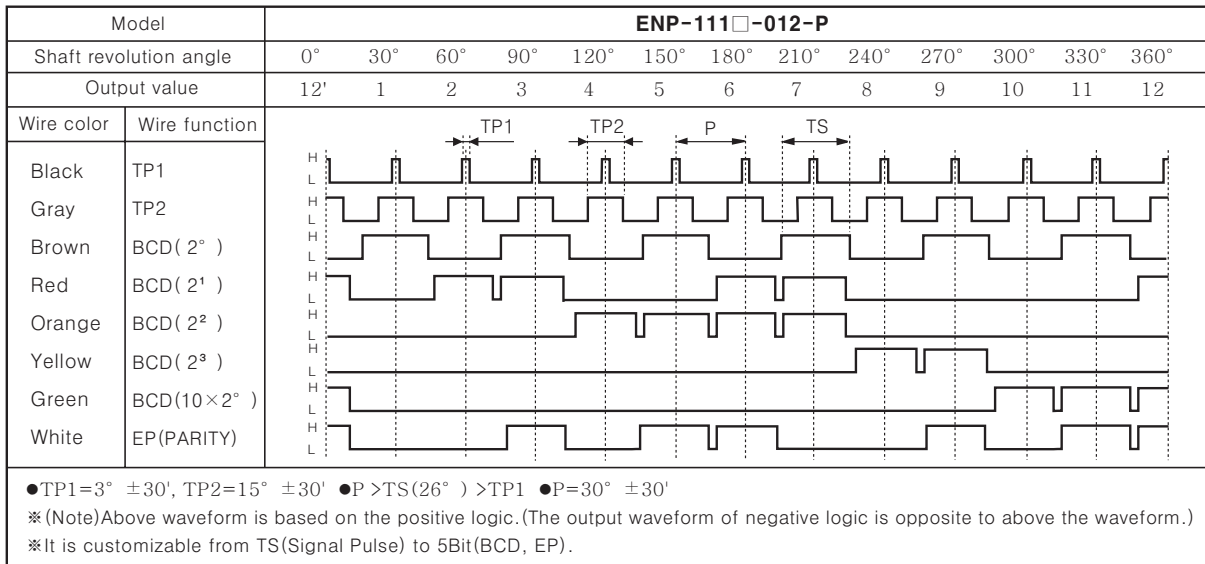 Model ENP-111□-012-P
Shaft revolution angle 0° 30° 60° 90° 120° 150° 180° 210° 240° 270° 300° 330° 360°
Output value 12' 1 2 3 4 5 6 7 8 9 10 11 12
Wire color Wire function TP1 TP2 P TS
Black TP1 H L
Gray TP2 H L
Brown BCD( 2° ) H L
Red BCD( 2¹ ) H L
Orange BCD( 2² ) H L
Yellow BCD( 2³ ) H L
Green BCD(10×2° ) H L
White EP(PARITY) H L
●TP1=3° ±30', TP2=15° ±30' ●P >TS(26° ) >TP1 ●P=30° ±30'
※(Note)Above waveform is based on the positive logic.(The output waveform of negative logic is opposite to above the waveform.)
※It is customizable from TS(Signal Pulse) to 5Bit(BCD, EP).